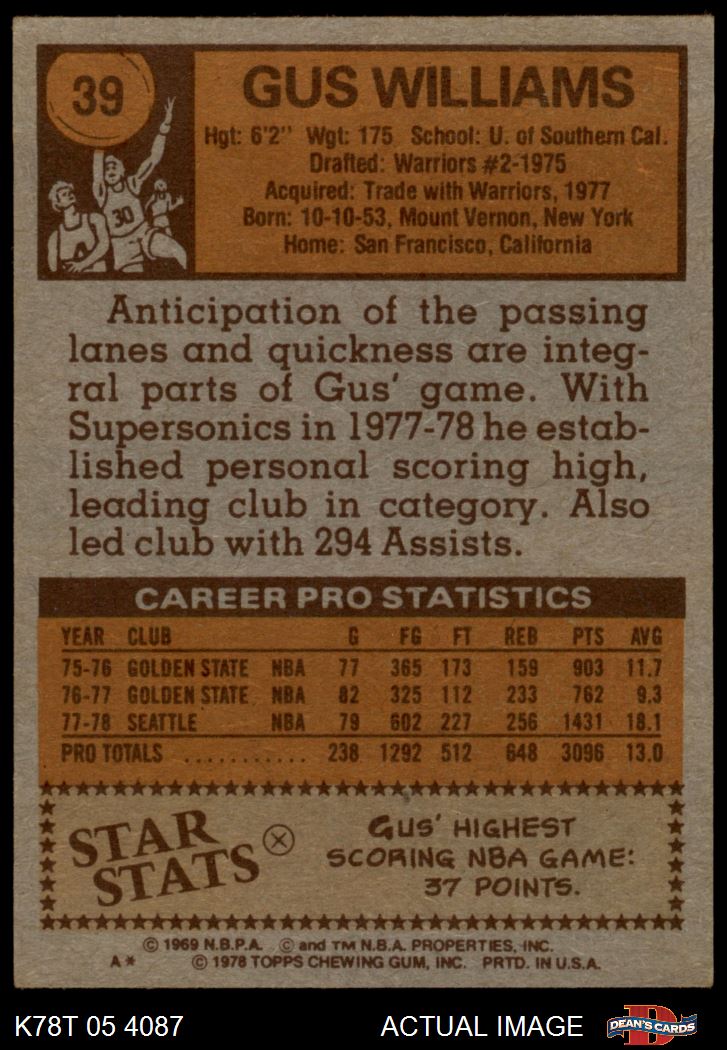 39
GUS WILLIAMS
Hgt: 6'2" Wgt: 175 School: U. of Southern Cal.
Drafted: Warriors #2-1975
Acquired: Trade with Warriors, 1977
Born: 10-10-53, Mount Vernon, New York
Home: San Francisco, California
30
Anticipation of the passing
lanes and quickness are integ-
ral parts of Gus' game. With
Supersonics in 1977-78 he estab-
lished personal scoring high,
leading club in category. Also
led club with 294 Assists.
CAREER PRO STATISTICS
YEAR CLUB G FG FT REB PTS AVG
75-76 GOLDEN STATE NBA 77 365 173 159 903 11.7
76-77 GOLDEN STATE NBA 82 325 112 233 762 9.3
77-78 SEATTLE NBA 79 602 227 256 1431 18.1
PRO TOTALS ........... 238 1292 512 648 3096 13.0
STAR STATS
GUS' HIGHEST
SCORING NBA GAME:
37 POINTS.
© 1969 N.B.P.A. © and TM N.B.A. PROPERTIES, INC.
A* © 1978 TOPPS CHEWING GUM, INC. PRTD. IN U.S.A.
K78T 05 4087 ACTUAL IMAGE DEAN'S CARDS